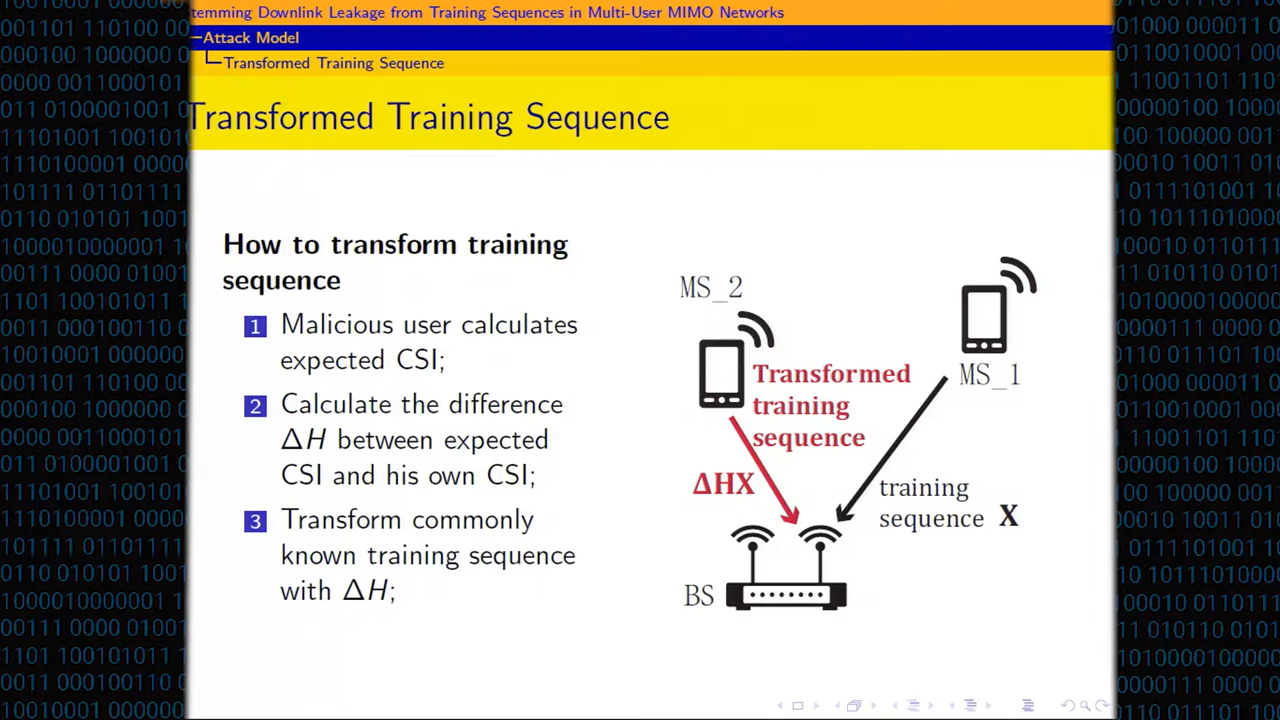 temming Downlink Leakage from Training Sequences in Multi-User MIMO Networks
Attack Model
Transformed Training Sequence
Transformed Training Sequence
How to transform training
sequence
1 Malicious user calculates
expected CSI;
2 Calculate the difference
ΔH between expected
CSI and his own CSI;
3 Transform commonly
known training sequence
with ΔH;
MS_2
MS_1
Transformed
training
sequence
ΔHX
training
sequence X
BS